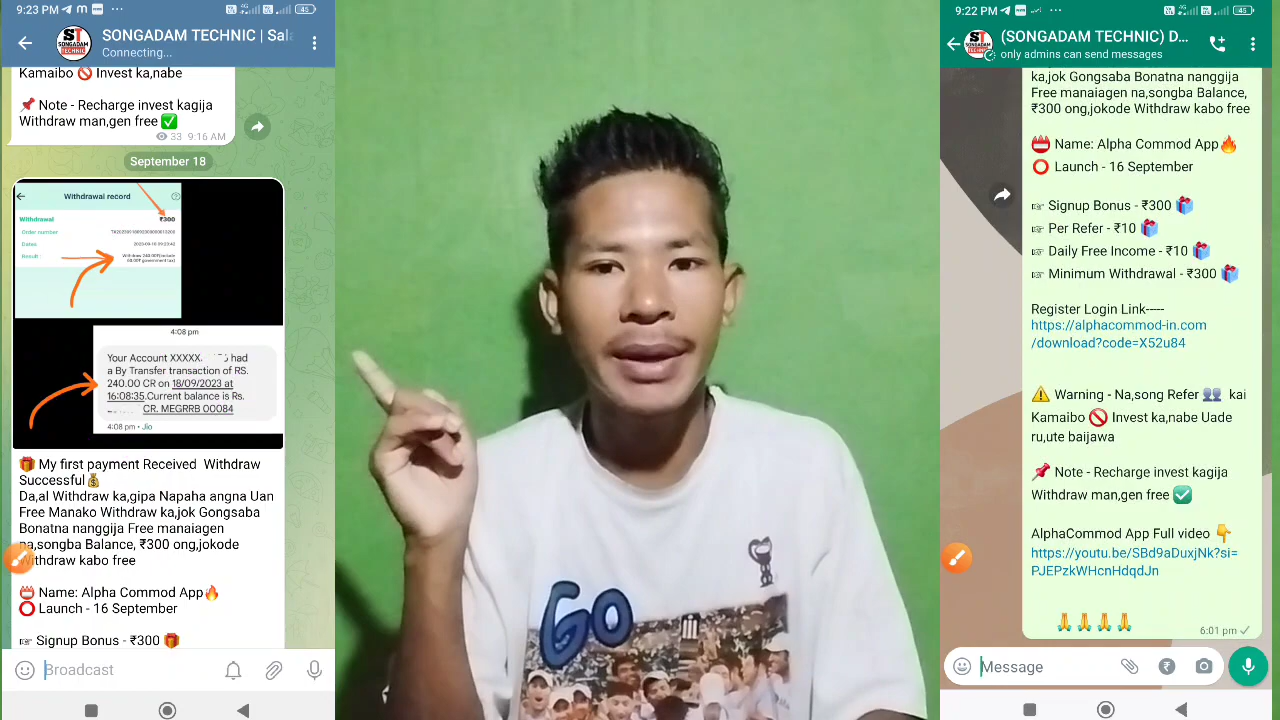 9:23 PM
SONGADAM TECHNIC | Sal
Connecting...
Kamaibo 🚫 Invest ka,nabe
📌 Note - Recharge invest kagija
Withdraw man,gen free ✅
33 9:16 AM
September 18
Withdrawal record
Withdrawal ₹300
Order number
Dates
Result :
4:08 pm
Your Account XXXXX. had
a By Transfer transaction of RS.
240.00 CR on 18/09/2023 at
16:08:35.Current balance is Rs.
CR. MEGRRB 00084
4:08 pm • Jio
🎁 My first payment Received Withdraw
Successful💰
Da,al Withdraw ka,gipa Napaha angna Uan
Free Manako Withdraw ka,jok Gongsaba
Bonatna nanggija Free manaiagen
na,songba Balance, ₹300 ong,jokode
Withdraw kabo free
📛 Name: Alpha Commod App🔥
⭕ Launch - 16 September
👉 Signup Bonus - ₹300 🎁
Broadcast
GO
9:22 PM
45
(SONGADAM TECHNIC) D...
only admins can send messages
ka,jok Gongsaba Bonatna nanggija
Free manaiagen na,songba Balance,
₹300 ong,jokode Withdraw kabo free
📛 Name: Alpha Commod App🔥
⭕ Launch - 16 September
👉 Signup Bonus - ₹300 🎁
👉 Per Refer - ₹10 🎁
👉 Daily Free Income - ₹10 🎁
👉 Minimum Withdrawal - ₹300 🎁
Register Login Link-----
https://alphacommod-in.com
/download?code=X52u84
⚠️ Warning - Na,song Refer 👥 kai
Kamaibo 🚫 Invest ka,nabe Uade
ru,ute baijawa
📌 Note - Recharge invest kagija
Withdraw man,gen free ✅
AlphaCommod App Full video 👇
https://youtu.be/SBd9aDuxjNk?si=
PJEPzkWHcnHdqdJn
🙏🙏🙏🙏
6:01 pm
Message